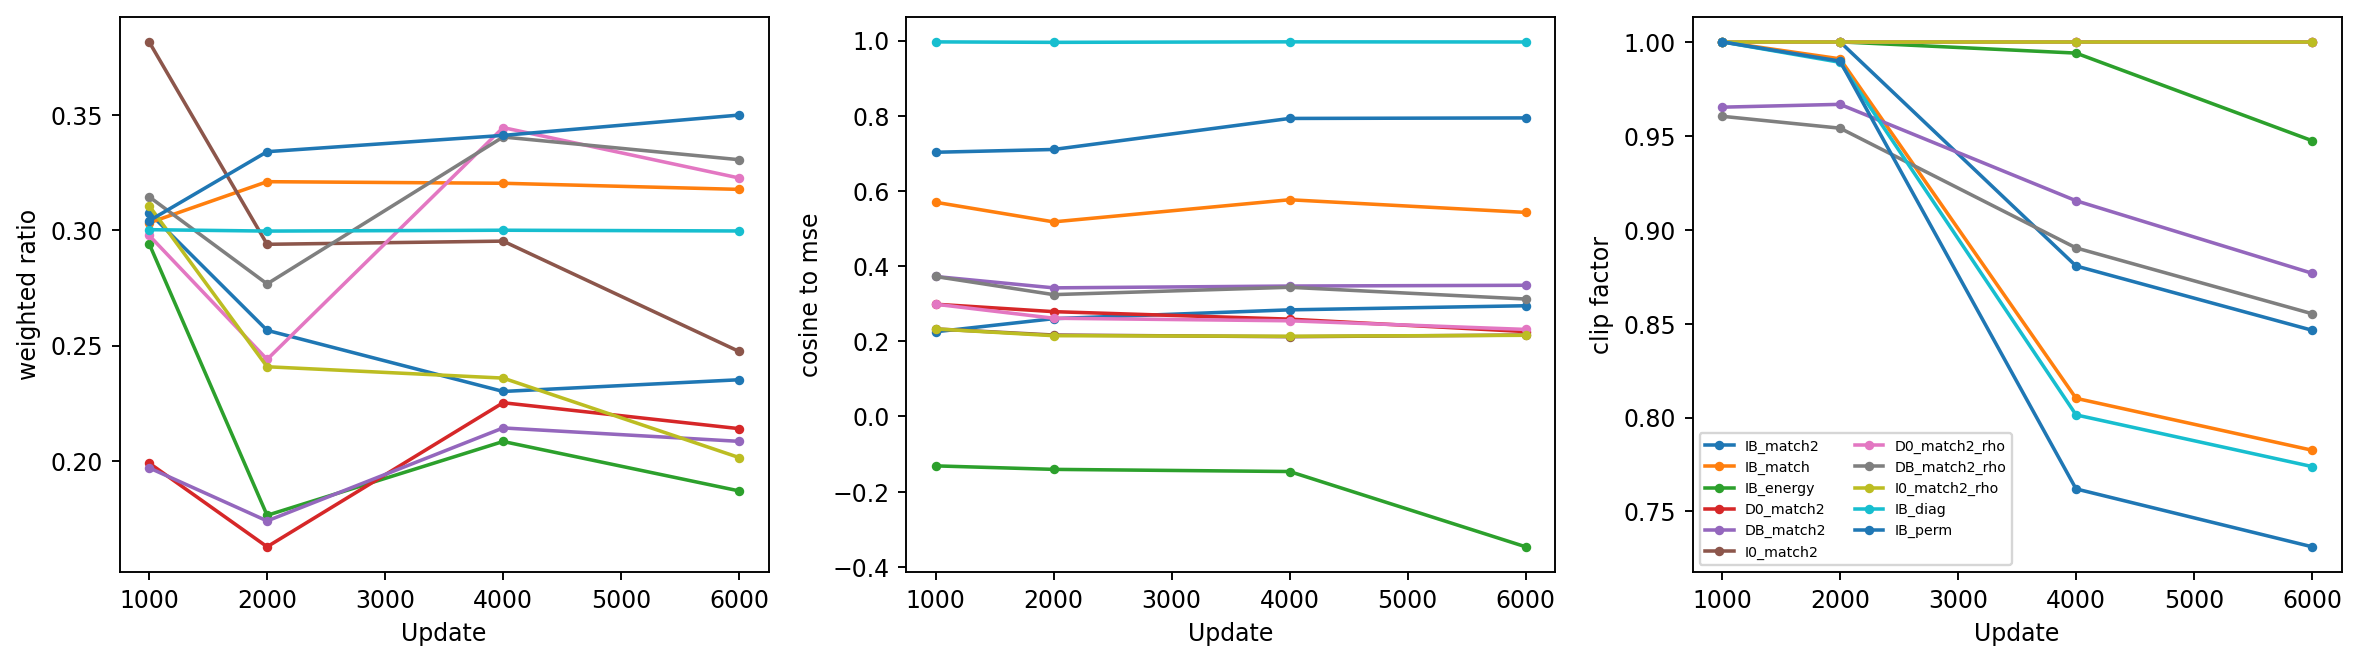 weighted ratio
0.35
0.30
0.25
0.20
1000 2000 3000 4000 5000 6000
Update
cosine to mse
1.0
0.8
0.6
0.4
0.2
0.0
−0.2
−0.4
1000 2000 3000 4000 5000 6000
Update
clip factor
1.00
0.95
0.90
0.85
0.80
0.75
IB_match2
IB_match
IB_energy
D0_match2
DB_match2
I0_match2
D0_match2_rho
DB_match2_rho
I0_match2_rho
IB_diag
IB_perm
1000 2000 3000 4000 5000 6000
Update